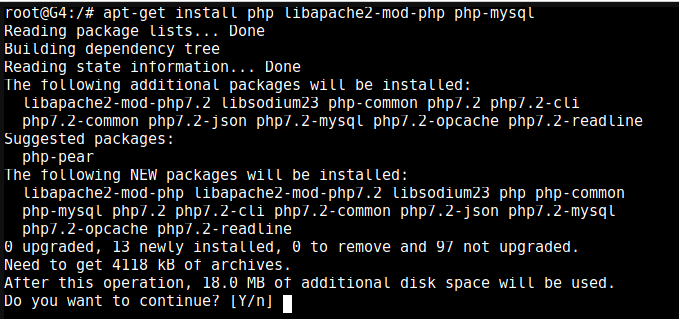 root@G4:/# apt-get install php libapache2-mod-php php-mysql
Reading package lists... Done
Building dependency tree
Reading state information... Done
The following additional packages will be installed:
  libapache2-mod-php7.2 libsodium23 php-common php7.2 php7.2-cli
  php7.2-common php7.2-json php7.2-mysql php7.2-opcache php7.2-readline
Suggested packages:
  php-pear
The following NEW packages will be installed:
  libapache2-mod-php libapache2-mod-php7.2 libsodium23 php php-common
  php-mysql php7.2 php7.2-cli php7.2-common php7.2-json php7.2-mysql
  php7.2-opcache php7.2-readline
0 upgraded, 13 newly installed, 0 to remove and 97 not upgraded.
Need to get 4118 kB of archives.
After this operation, 18.0 MB of additional disk space will be used.
Do you want to continue? [Y/n]